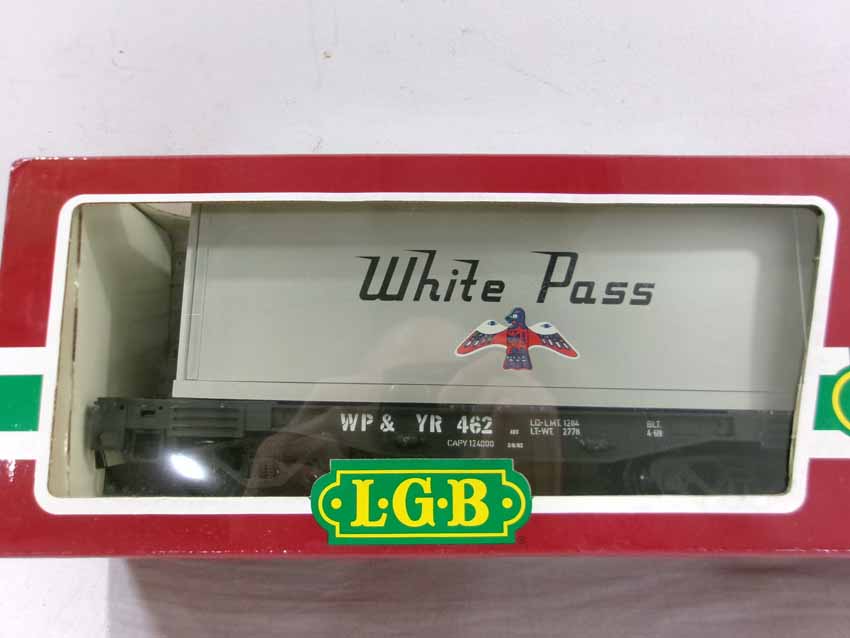 White Pass
WP & YR 462
CAPY 124000
LD-LMT. 1284
LT-WT. 2778
BLT.
L·G·B